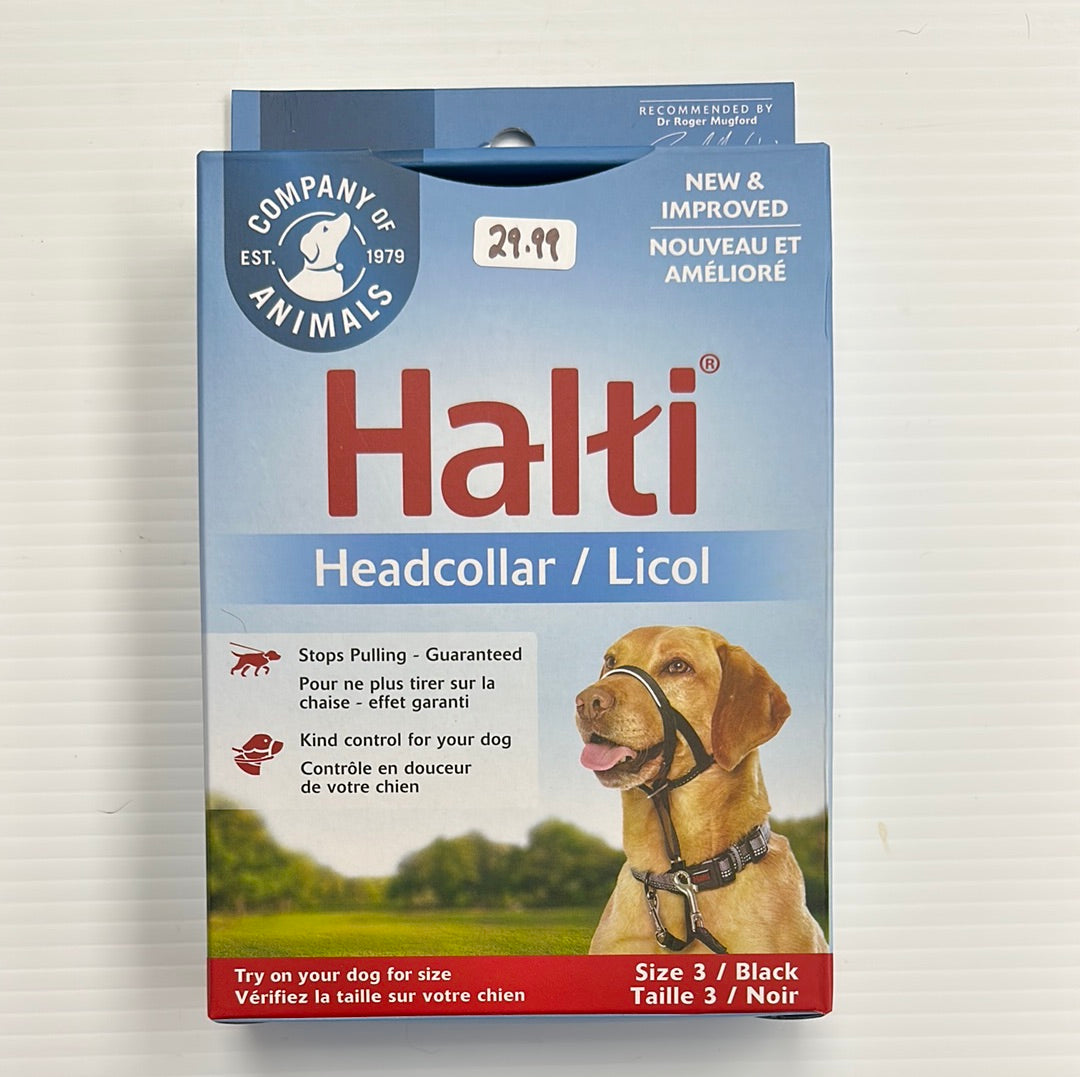 RECOMMENDED BY
Dr Roger Mugford
COMPANY OF
EST. 1979
ANIMALS
29.99
NEW &
IMPROVED
NOUVEAU ET
AMÉLIORÉ
Halti®
Headcollar / Licol
Stops Pulling - Guaranteed
Pour ne plus tirer sur la
chaise - effet garanti
Kind control for your dog
Contrôle en douceur
de votre chien
Try on your dog for size
Vérifiez la taille sur votre chien
Size 3 / Black
Taille 3 / Noir